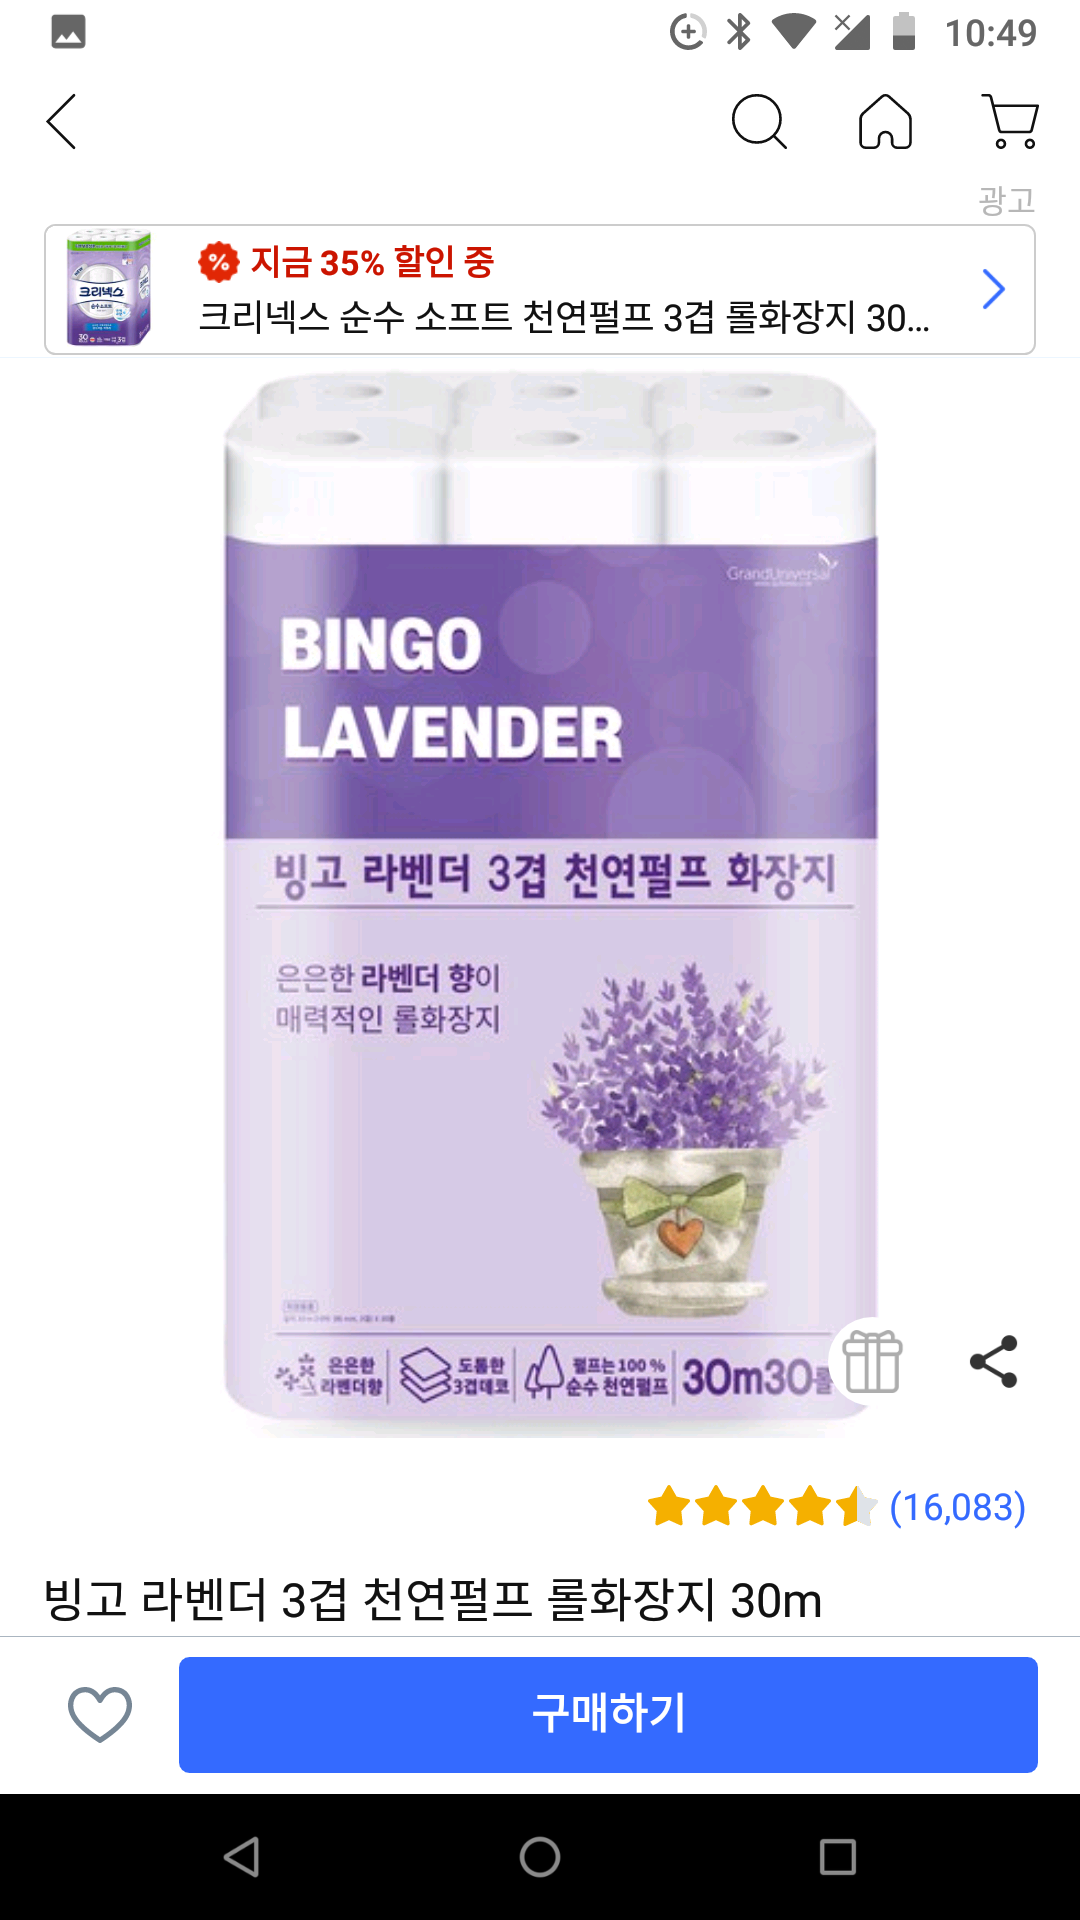 10:49
광고
지금 35% 할인 중
크리넥스 순수 소프트 천연펄프 3겹 롤화장지 30...
크리넥스
순수소프트
30
GrandUniversal
BINGO
LAVENDER
빙고 라벤더 3겹 천연펄프 화장지
은은한 라벤더 향이
매력적인 롤화장지
은은한
라벤더향
도톰한
3겹데코
펄프는 100 %
순수 천연펄프
30m30롤
(16,083)
빙고 라벤더 3겹 천연펄프 롤화장지 30m
구매하기